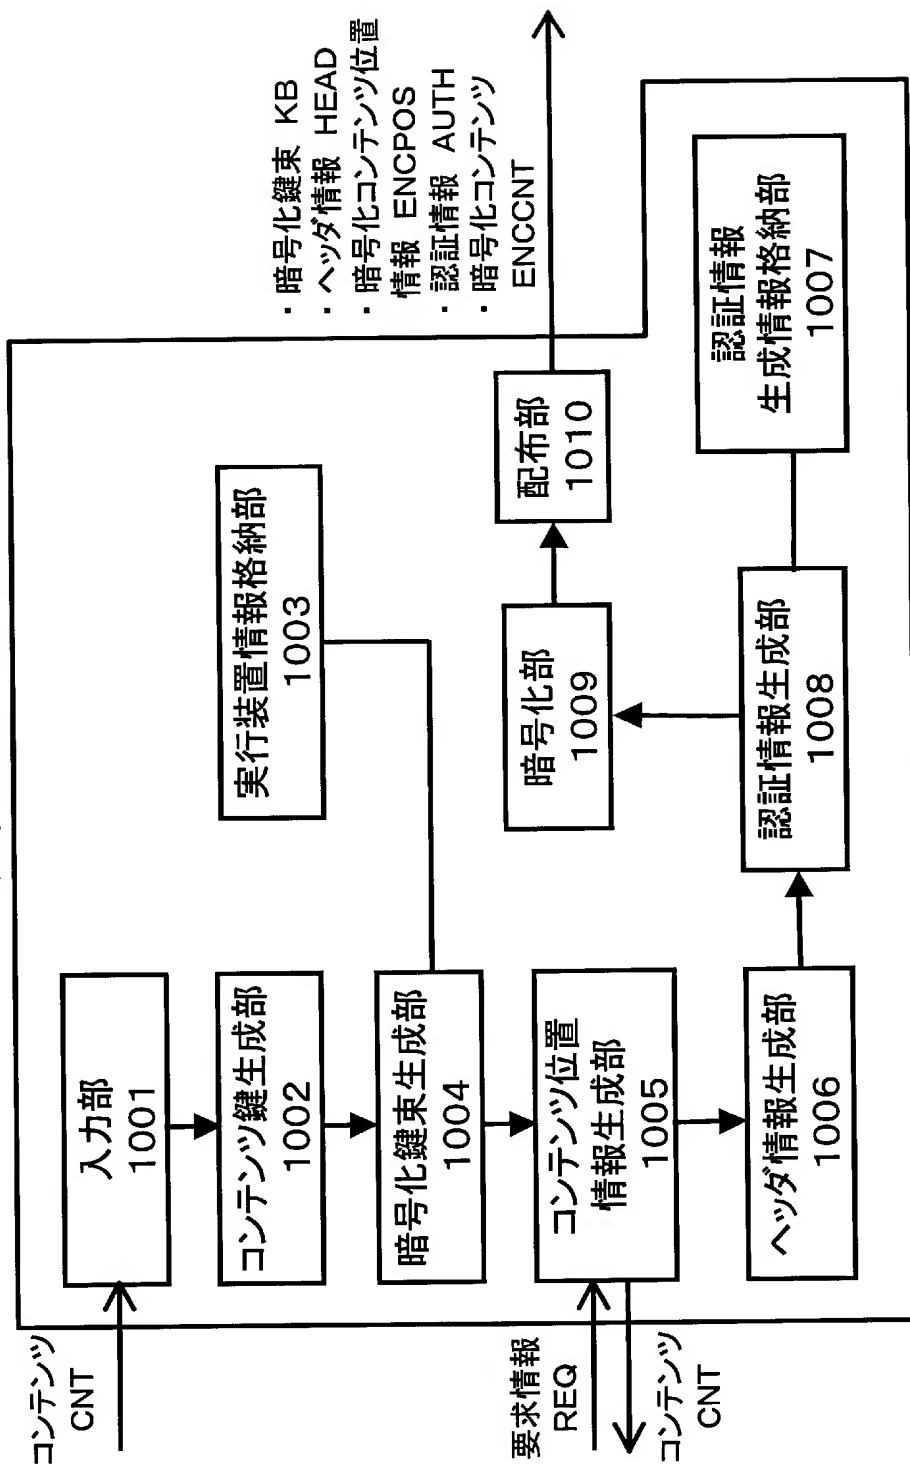 コンテンツ
CNT
入力部
1001
コンテンツ鍵生成部
1002
実行装置情報格納部
1003
暗号化鍵束生成部
1004
要求情報
REQ
コンテンツ
CNT
コンテンツ位置
情報生成部
1005
ヘッダ情報生成部
1006
認証情報
生成情報格納部
1007
認証情報生成部
1008
暗号化部
1009
配布部
1010
・暗号化鍵束 KB
・ヘッダ情報 HEAD
・暗号化コンテンツ位置
情報 ENCPOS
・認証情報 AUTH
・暗号化コンテンツ
ENCCNT